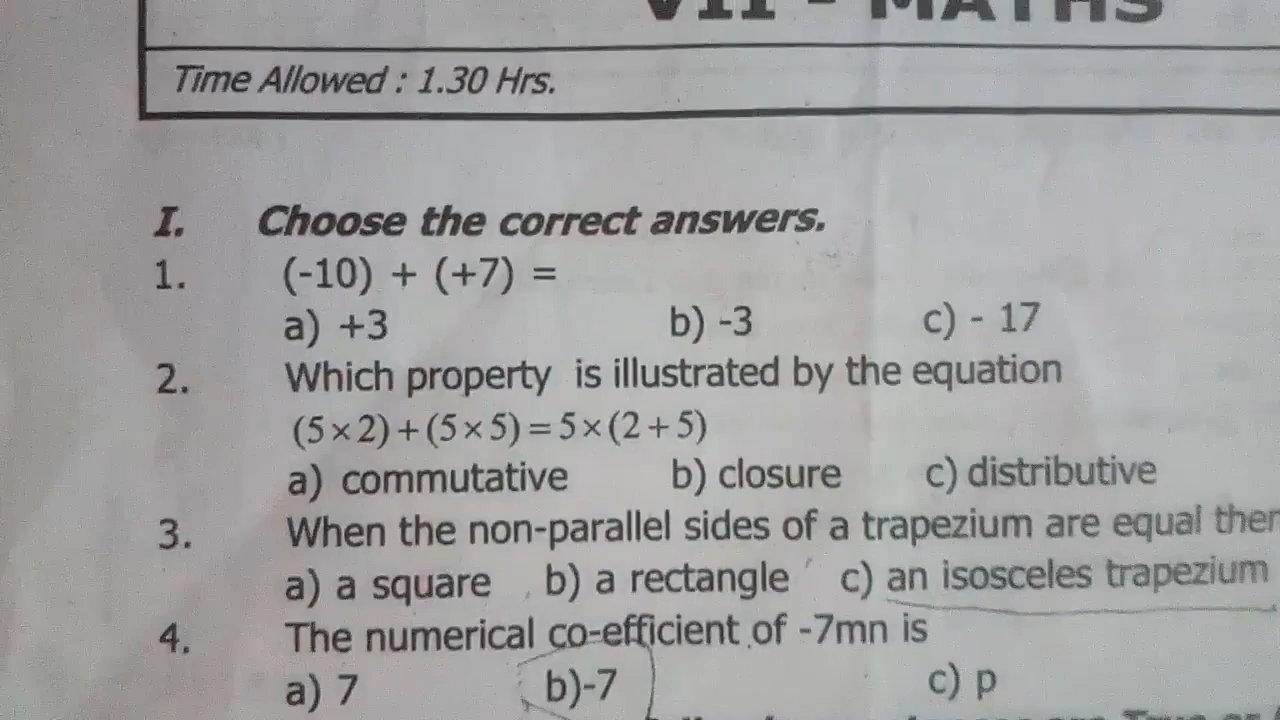 VII - MATHS
Time Allowed : 1.30 Hrs.
I. Choose the correct answers.
1. (-10) + (+7) =
a) +3 b) -3 c) - 17
2. Which property is illustrated by the equation
(5×2)+(5×5)=5×(2+5)
a) commutative b) closure c) distributive
3. When the non-parallel sides of a trapezium are equal
a) a square b) a rectangle c) an isosceles trapezium
4. The numerical co-efficient of -7mn is
a) 7 b)-7 c) p